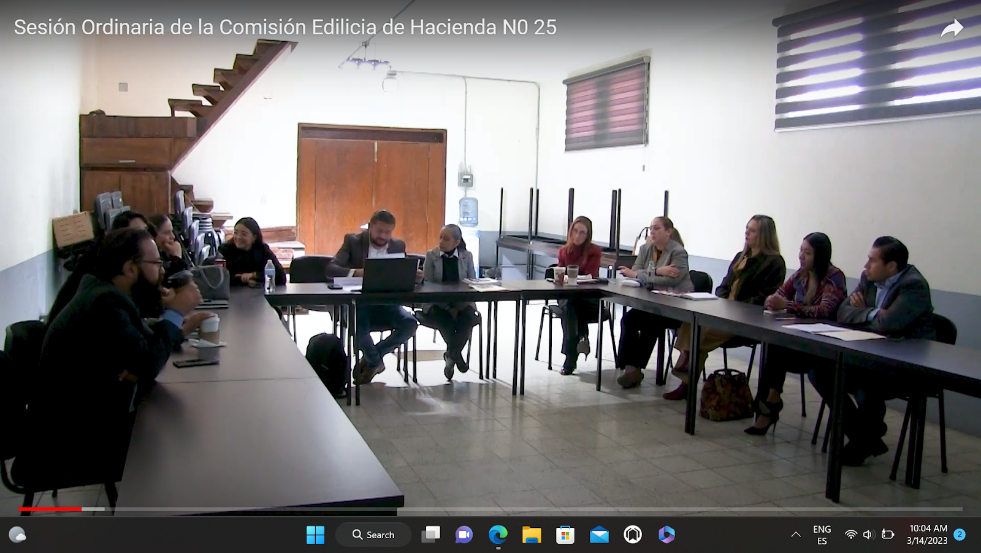 Sesión Ordinaria de la Comisión Edilicia de Hacienda N0 25
Search
ENG
ES
10:04 AM
3/14/2023
2